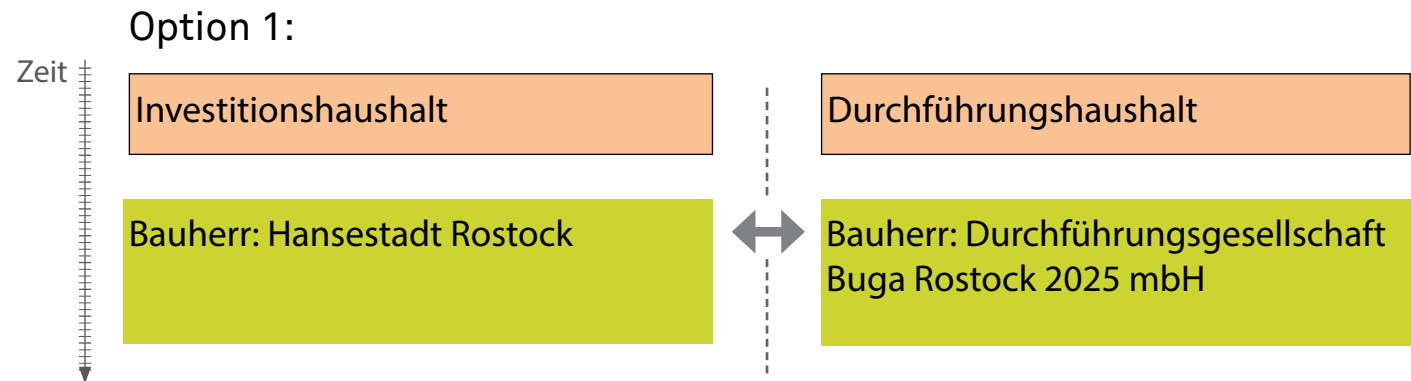 Option 1:
Zeit
Investitionshaushalt
Durchführungshaushalt
Bauherr: Hansestadt Rostock
Bauherr: Durchführungsgesellschaft
Buga Rostock 2025 mbH